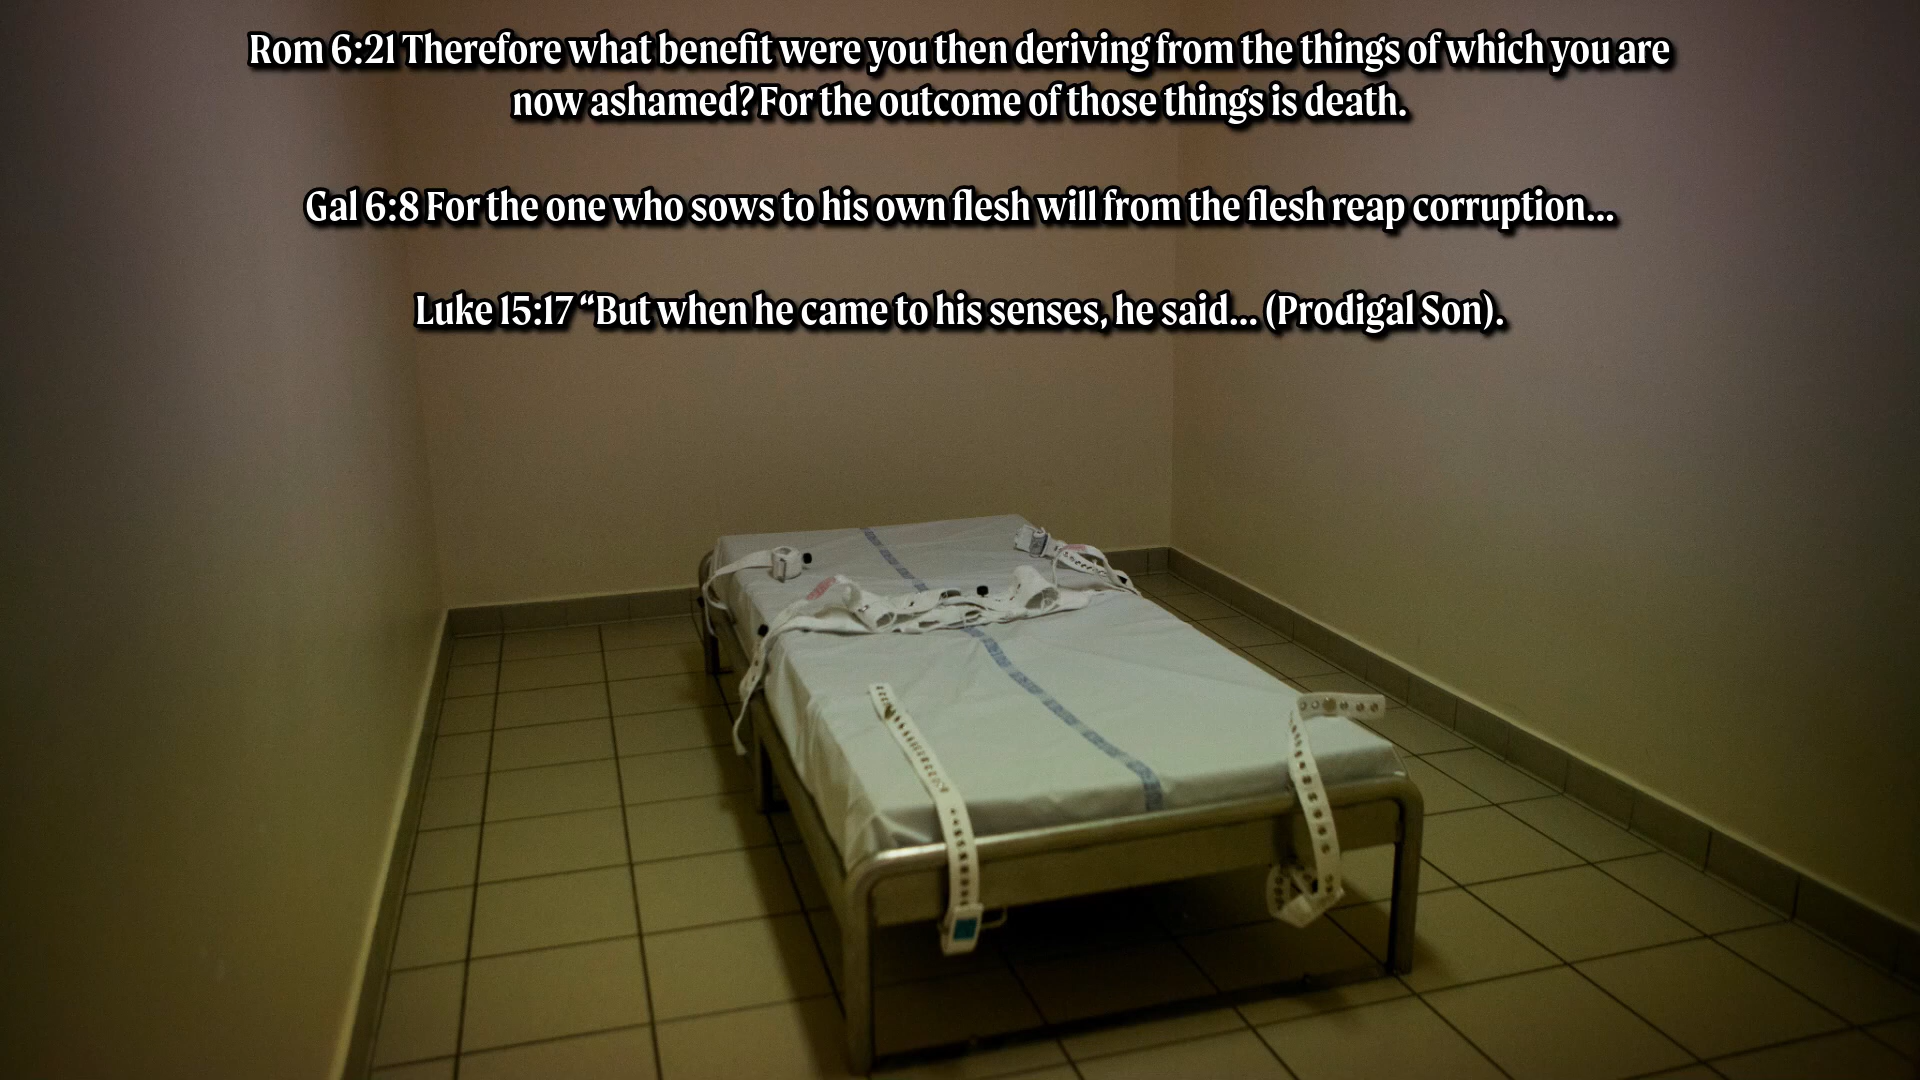 Rom 6:21 Therefore what benefit were you then deriving from the things of which you are
now ashamed? For the outcome of those things is death.
Gal 6:8 For the one who sows to his own flesh will from the flesh reap corruption...
Luke 15:17 “But when he came to his senses, he said... (Prodigal Son).